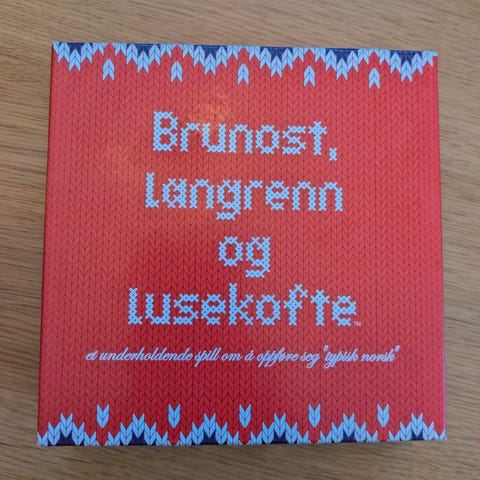 Brunost,
langrenn
og
lusekofte™
et underholdende spill om å oppføre seg "typisk norsk"